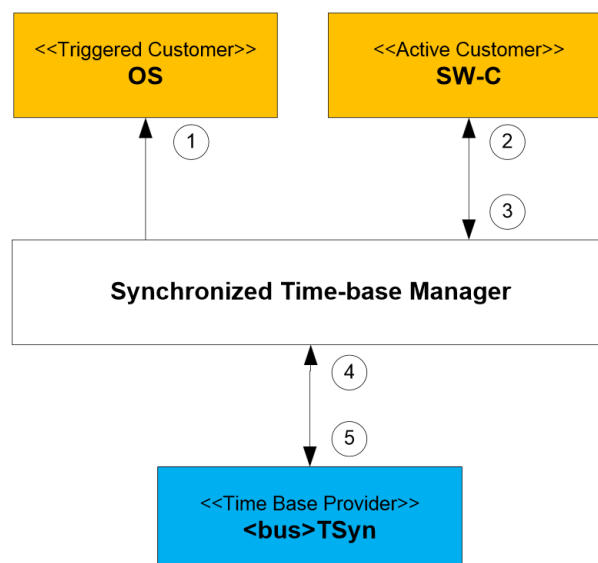 <<Triggered Customer>>
OS
<<Active Customer>>
SW-C
1
2
3
Synchronized Time-base Manager
4
5
<<Time Base Provider>>
<bus>TSyn